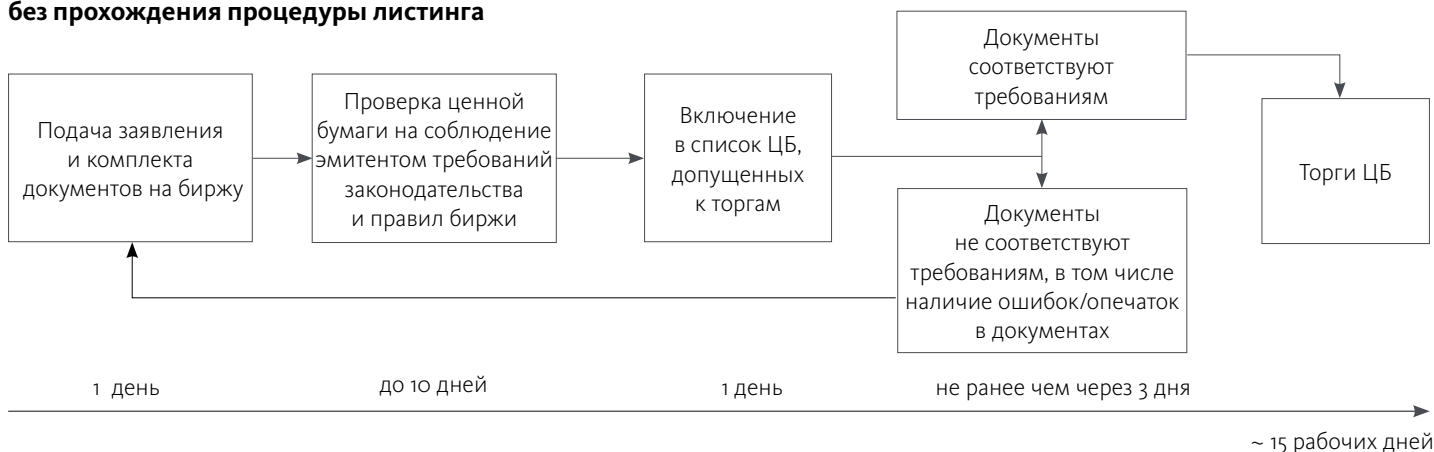 без прохождения процедуры листинга
Подача заявления
и комплекта
документов на биржу
Проверка ценной
бумаги на соблюдение
эмитентом требований
законодательства
и правил биржи
Включение
в список ЦБ,
допущенных
к торгам
Документы
соответствуют
требованиям
Документы
не соответствуют
требованиям, в том числе
наличие ошибок/опечаток
в документах
Торги ЦБ
1 день
до 10 дней
1 день
не ранее чем через 3 дня
~ 15 рабочих дней